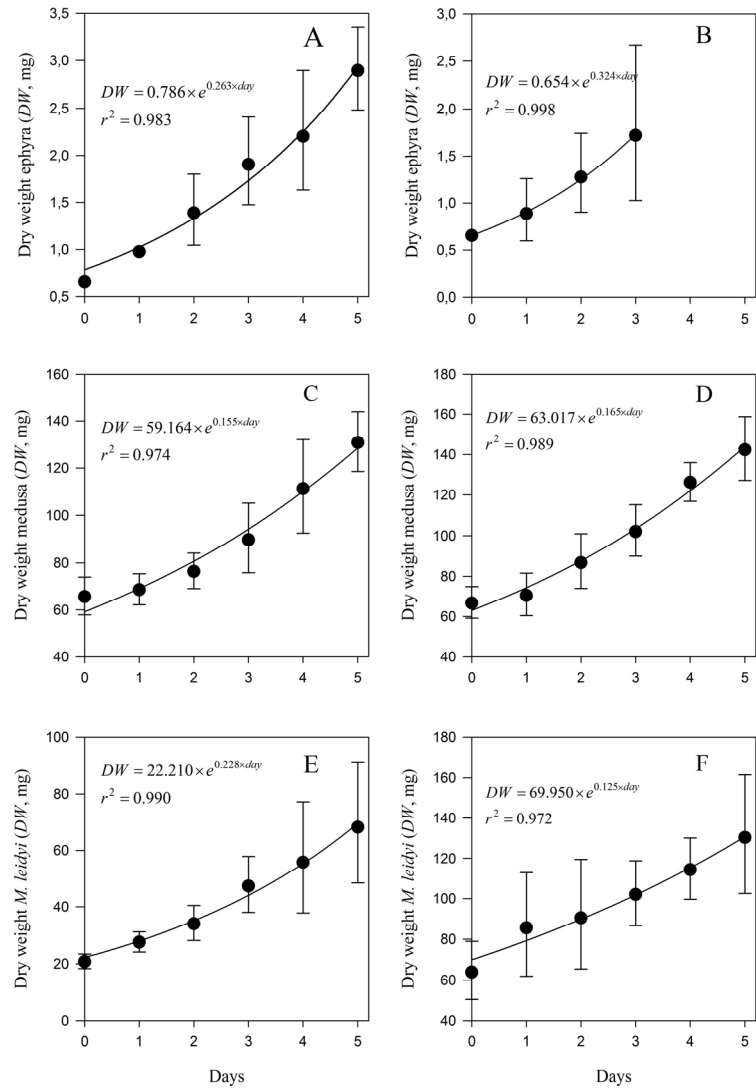 A
DW = 0.786 × e^{0.263×day}
r² = 0.983
Dry weight ephyra (DW, mg)
3,5
3,0
2,5
2,0
1,5
1,0
0,5
0 1 2 3 4 5
B
DW = 0.654 × e^{0.324×day}
r² = 0.998
Dry weight ephyra (DW, mg)
3,0
2,5
2,0
1,5
1,0
0,5
0,0
0 1 2 3 4 5
C
DW = 59.164 × e^{0.155×day}
r² = 0.974
Dry weight medusa (DW, mg)
160
140
120
100
80
60
40
0 1 2 3 4 5
D
DW = 63.017 × e^{0.165×day}
r² = 0.989
Dry weight medusa (DW, mg)
180
160
140
120
100
80
60
40
0 1 2 3 4 5
E
DW = 22.210 × e^{0.228×day}
r² = 0.990
Dry weight M. leidyi (DW, mg)
100
80
60
40
20
0
0 1 2 3 4 5
Days
F
DW = 69.950 × e^{0.125×day}
r² = 0.972
Dry weight M. leidyi (DW, mg)
180
160
140
120
100
80
60
40
0 1 2 3 4 5
Days